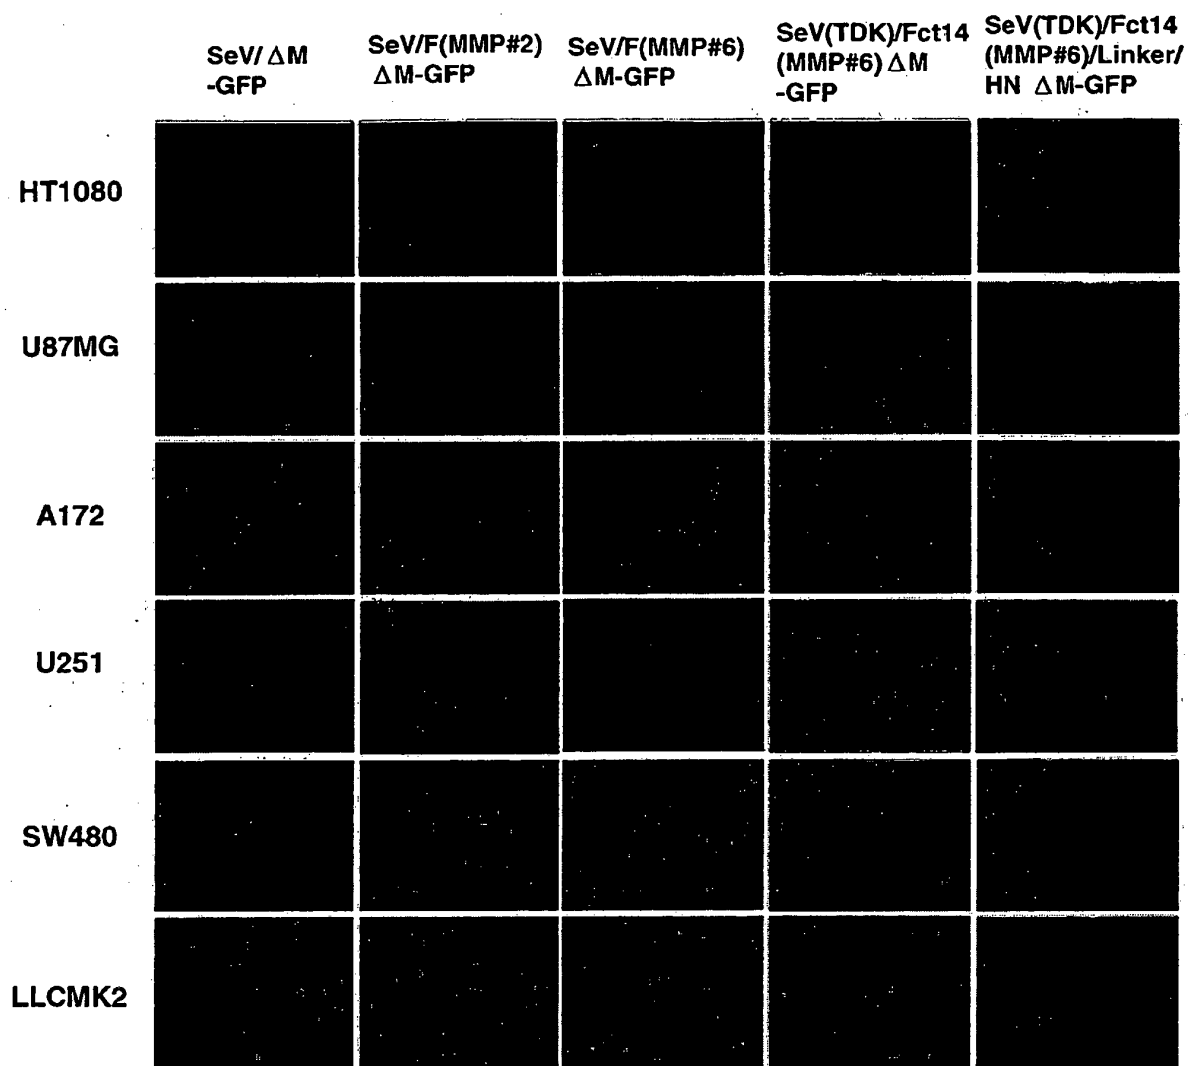 SeV/ΔM
-GFP
SeV/F(MMP#2)
ΔM-GFP
SeV/F(MMP#6)
ΔM-GFP
SeV(TDK)/Fct14
(MMP#6)ΔM
-GFP
SeV(TDK)/Fct14
(MMP#6)/Linker/
HN ΔM-GFP
HT1080
U87MG
A172
U251
SW480
LLCMK2